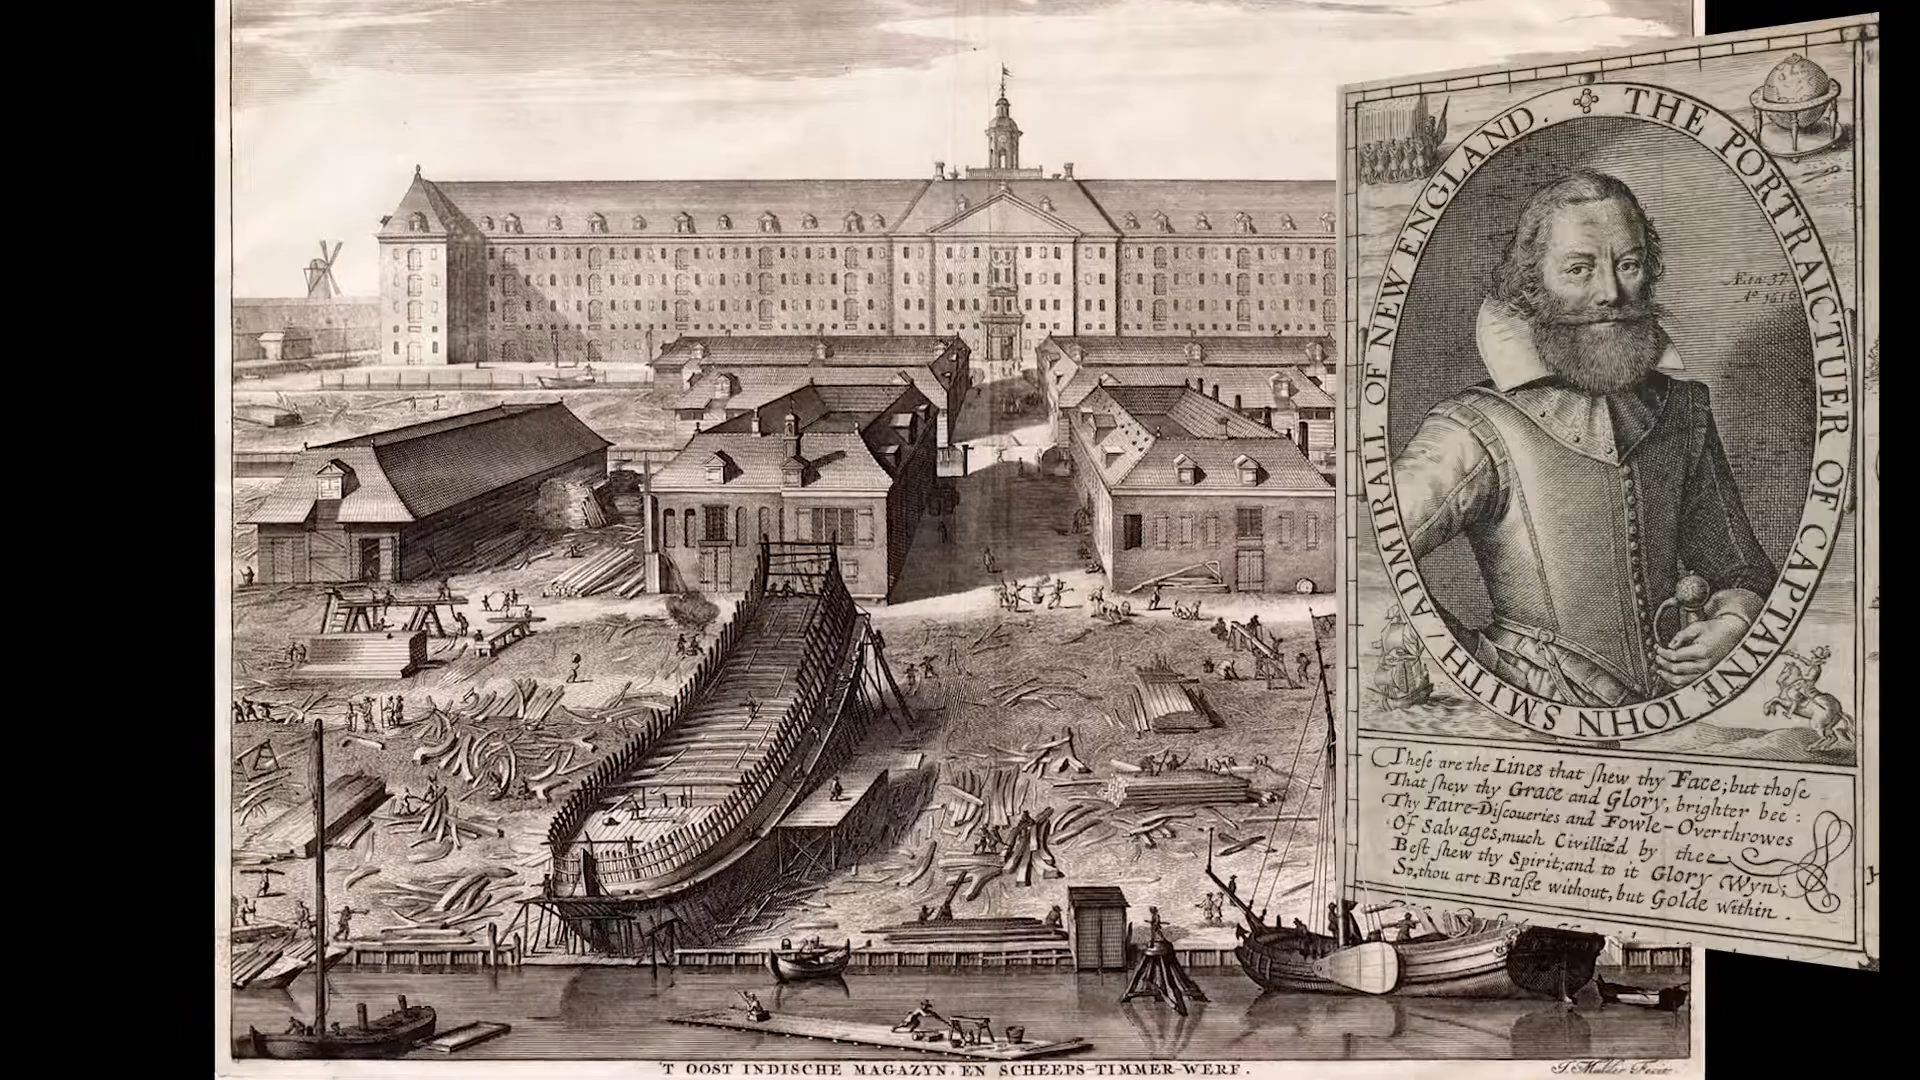 THE PORTRAICTUER OF CAPTAYNE IOHN SMITH / ADMIRALL OF NEW ENGLAND.
Æta 37
Aº 1616
These are the Lines that shew thy Face; but those
That shew thy Grace and Glory, brighter bee :
Thy Faire-Discoueries and Fowle-Overthrowes
Of Salvages, much Civilliz'd by thee
Best shew thy Spirit; and to it Glory Wyn;
So, thou art Brasse without, but Golde within .
'T OOST INDISCHE MAGAZYN, EN SCHEEPS-TIMMER-WERF.
J. Mulder Fecit